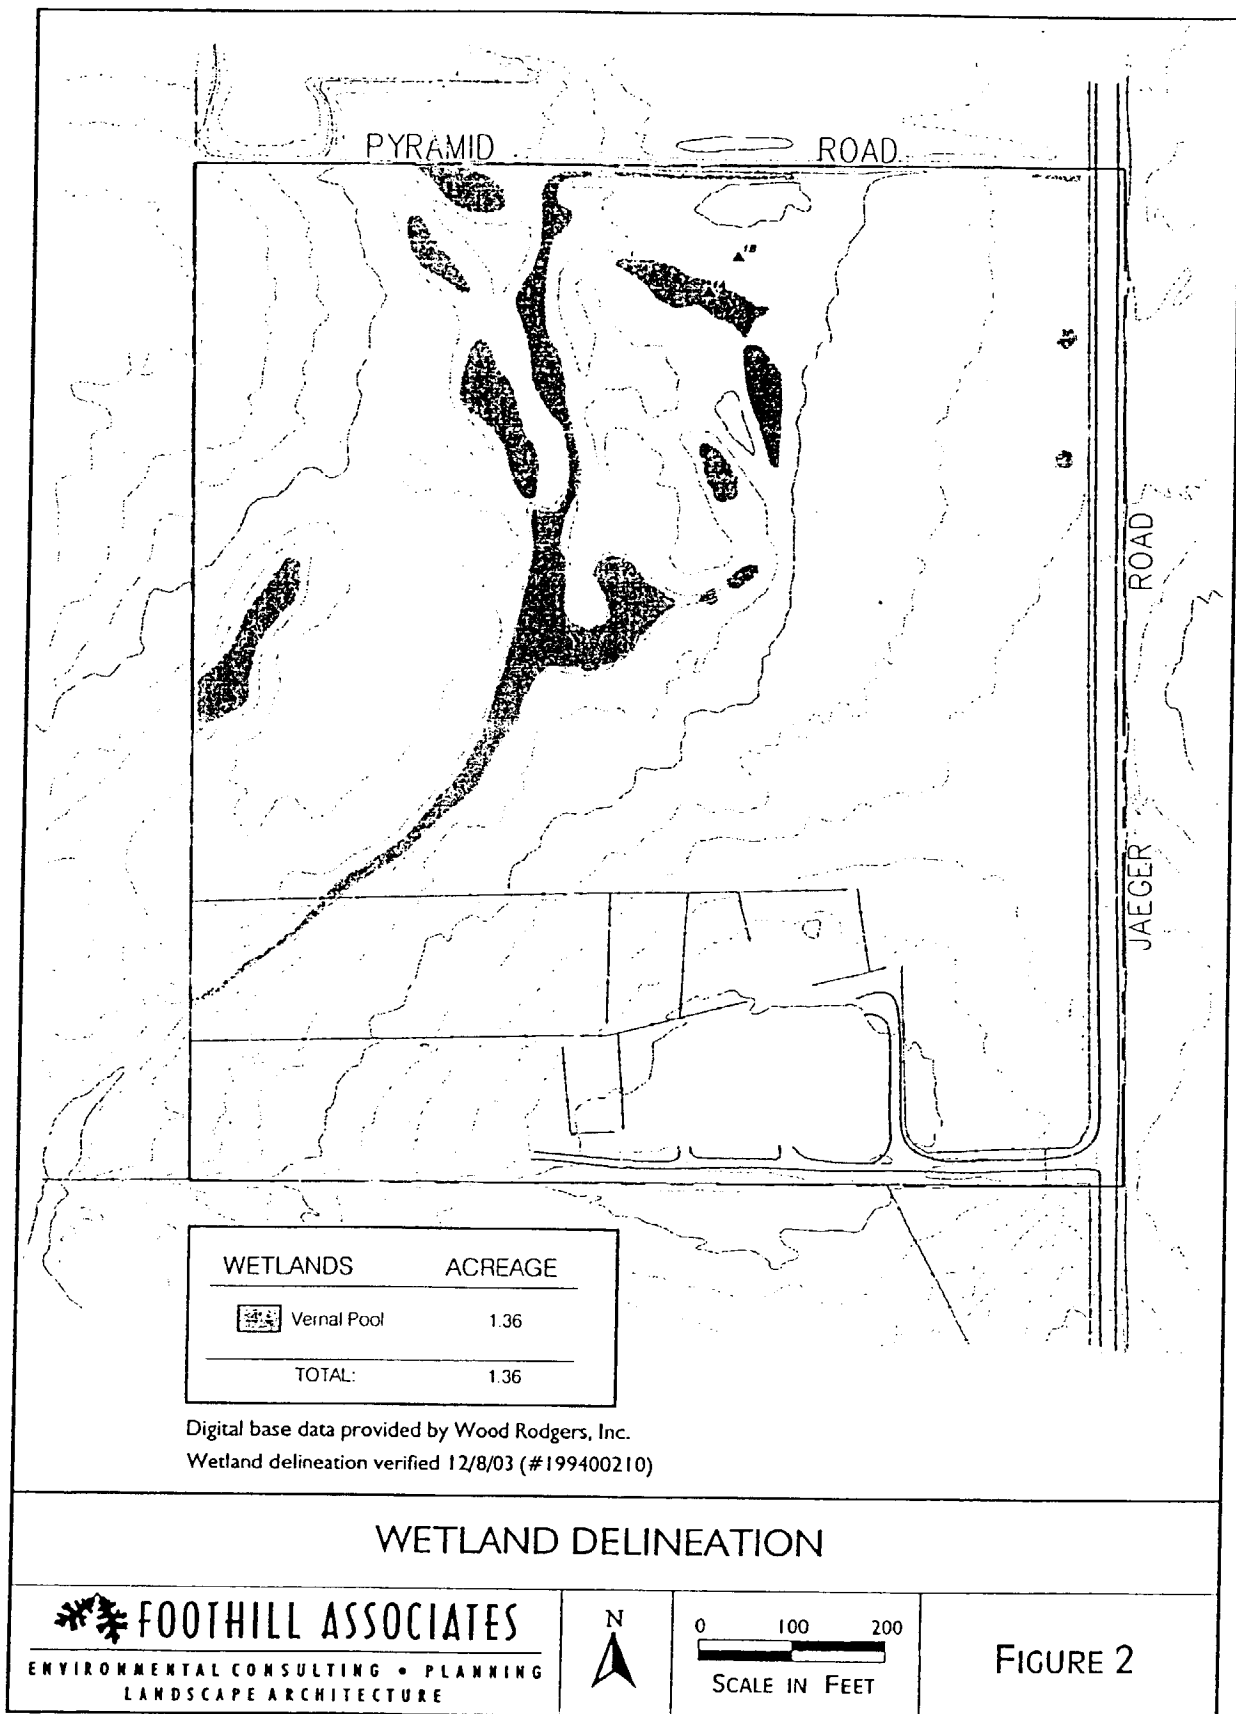 PYRAMID ROAD
1B
ROAD
JAEGER
WETLANDS ACREAGE
Vernal Pool 1.36
TOTAL: 1.36
Digital base data provided by Wood Rodgers, Inc.
Wetland delineation verified 12/8/03 (#199400210)
WETLAND DELINEATION
FOOTHILL ASSOCIATES
ENVIRONMENTAL CONSULTING • PLANNING
LANDSCAPE ARCHITECTURE
N
0 100 200
SCALE IN FEET
FIGURE 2